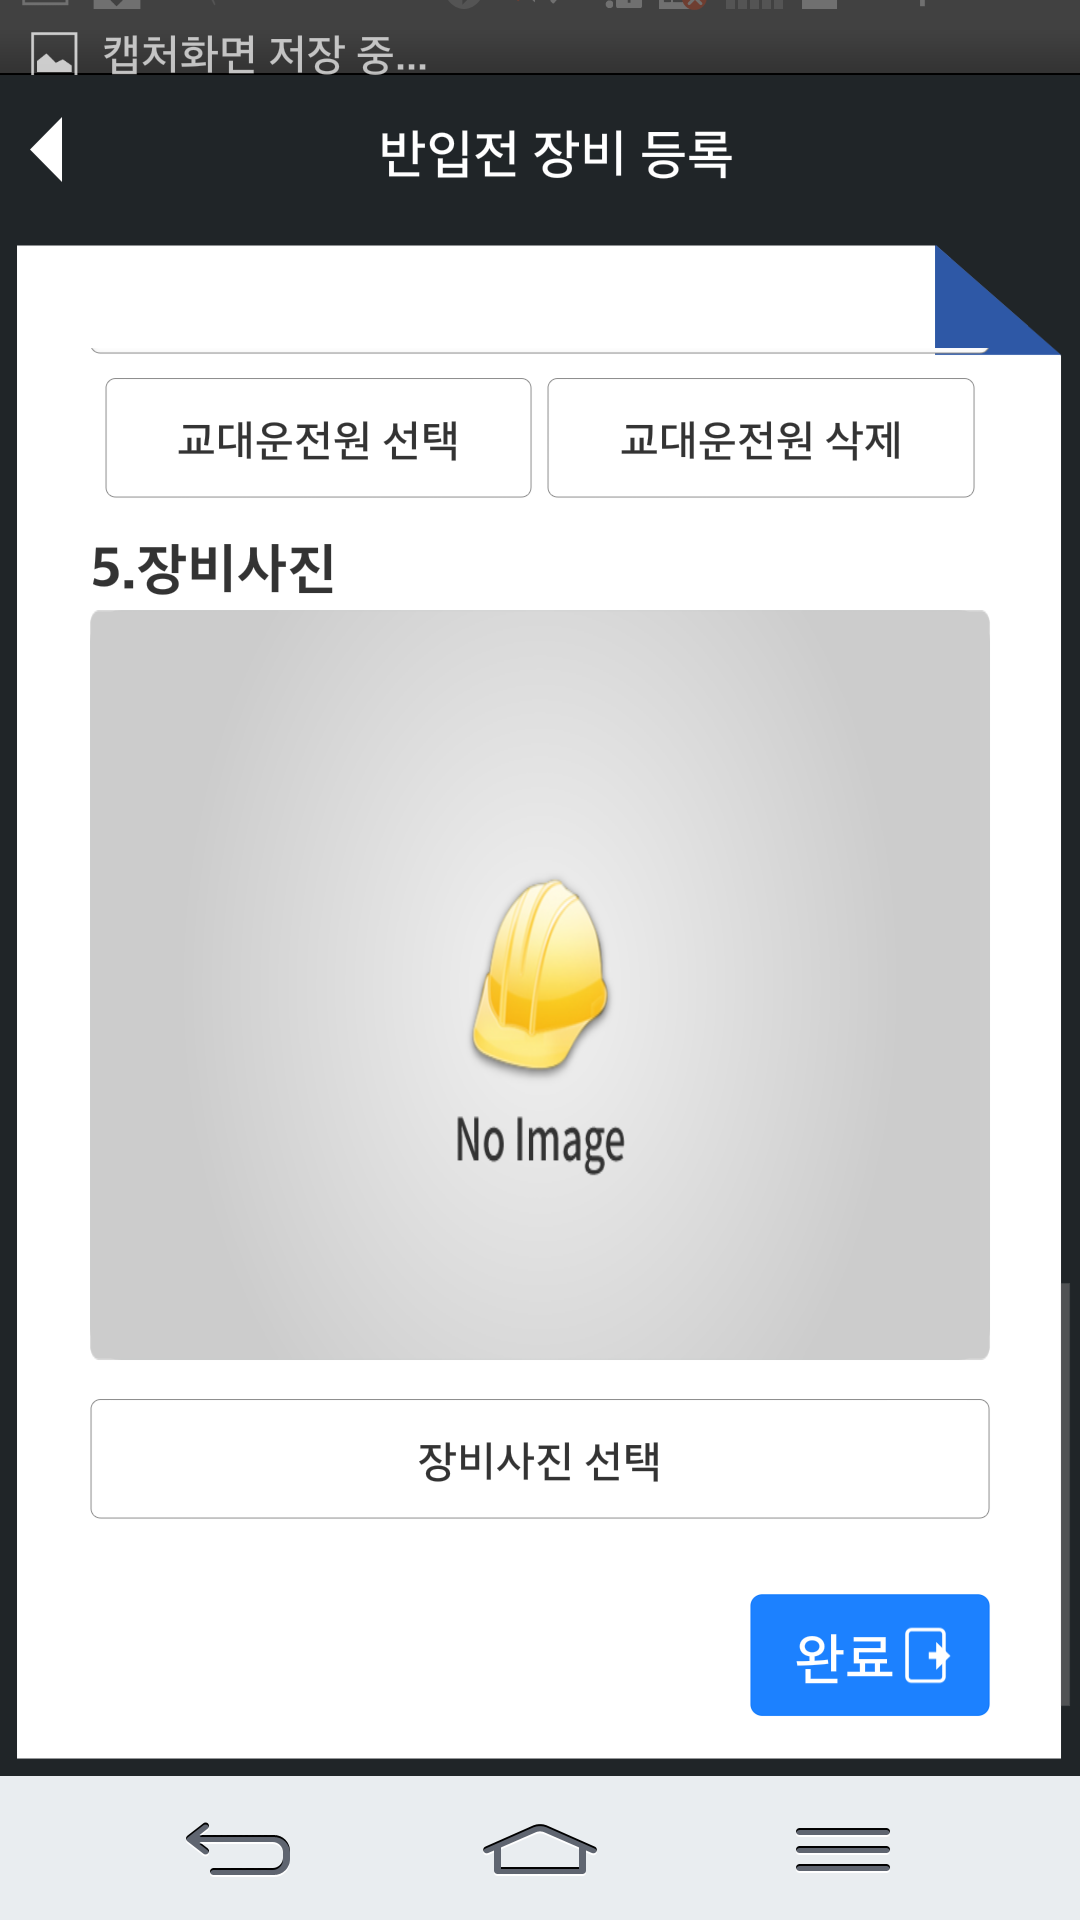 캡처화면 저장 중...
반입전 장비 등록
교대운전원 선택
교대운전원 삭제
5.장비사진
No Image
장비사진 선택
완료